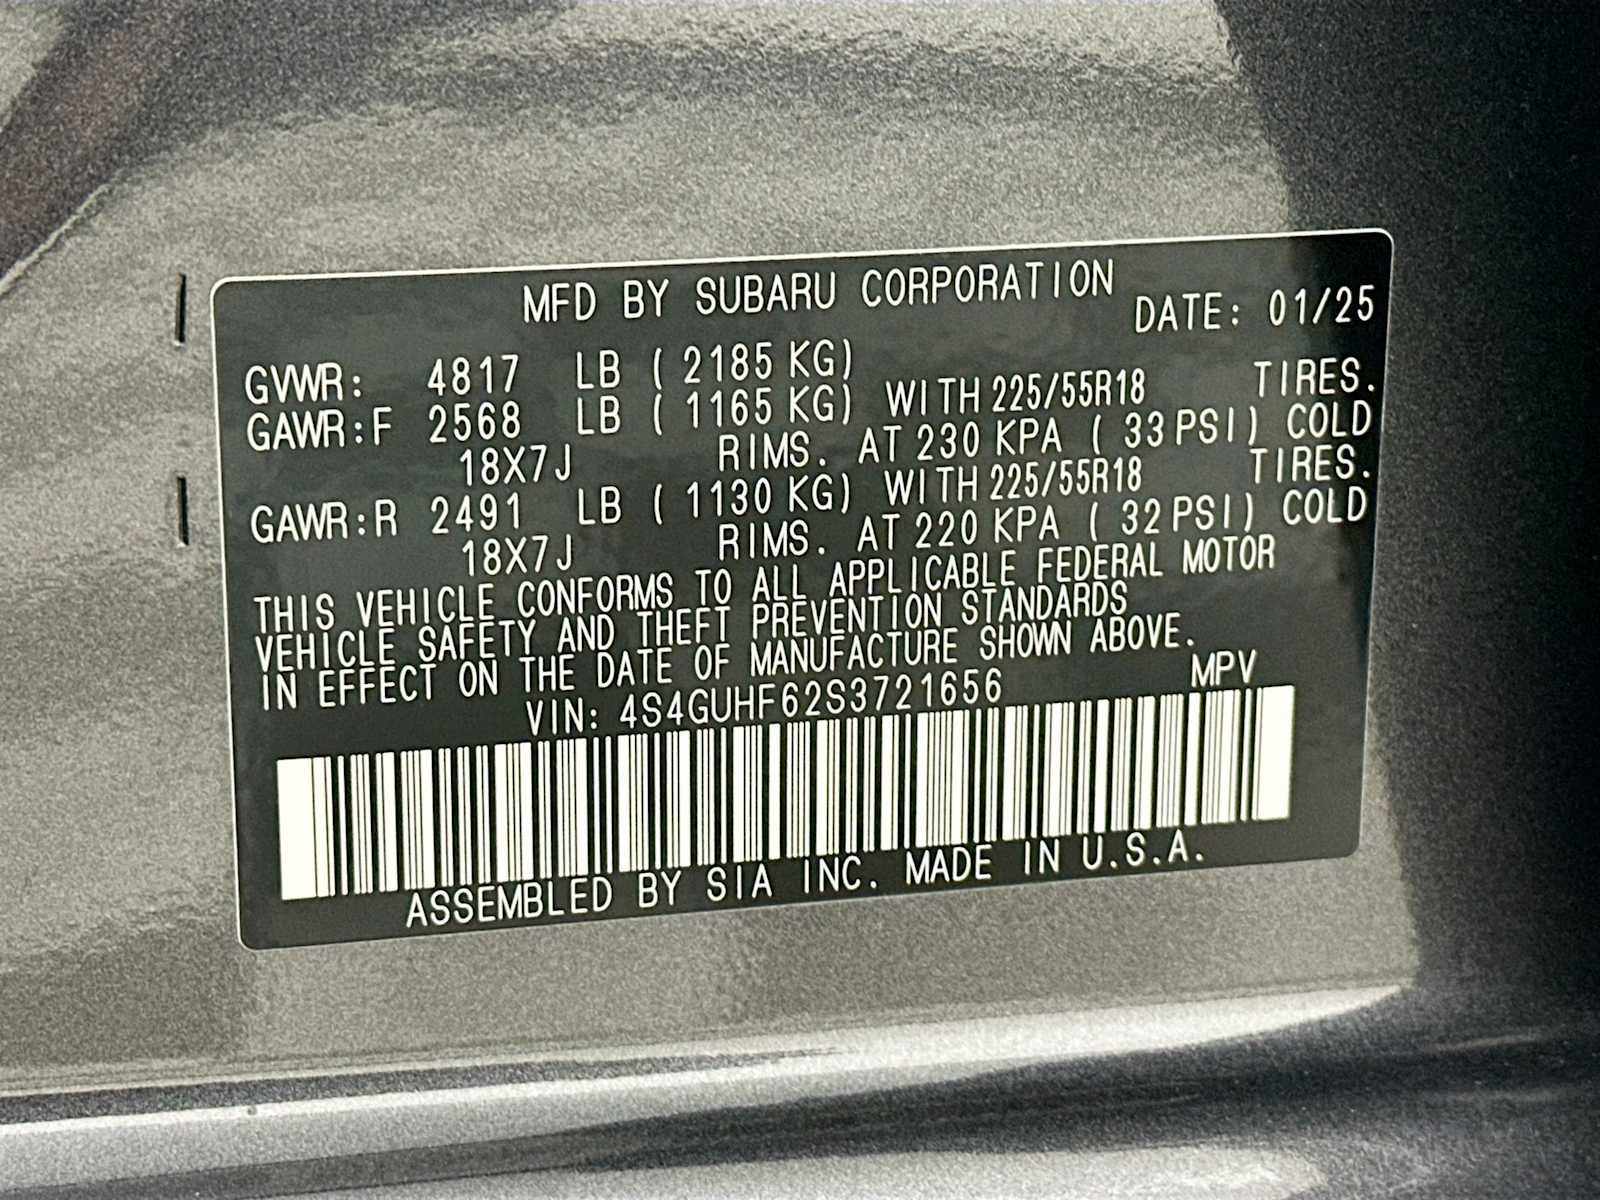 MFD BY SUBARU CORPORATION DATE: 01/25
GVWR: 4817 LB ( 2185 KG)
GAWR:F 2568 LB ( 1165 KG) WITH 225/55R18 TIRES.
18X7J RIMS. AT 230 KPA ( 33 PSI) COLD
GAWR:R 2491 LB ( 1130 KG) WITH 225/55R18 TIRES.
18X7J RIMS. AT 220 KPA ( 32 PSI) COLD
THIS VEHICLE CONFORMS TO ALL APPLICABLE FEDERAL MOTOR
VEHICLE SAFETY AND THEFT PREVENTION STANDARDS
IN EFFECT ON THE DATE OF MANUFACTURE SHOWN ABOVE.
VIN: 4S4GUHF62S3721656 MPV
ASSEMBLED BY SIA INC. MADE IN U.S.A.